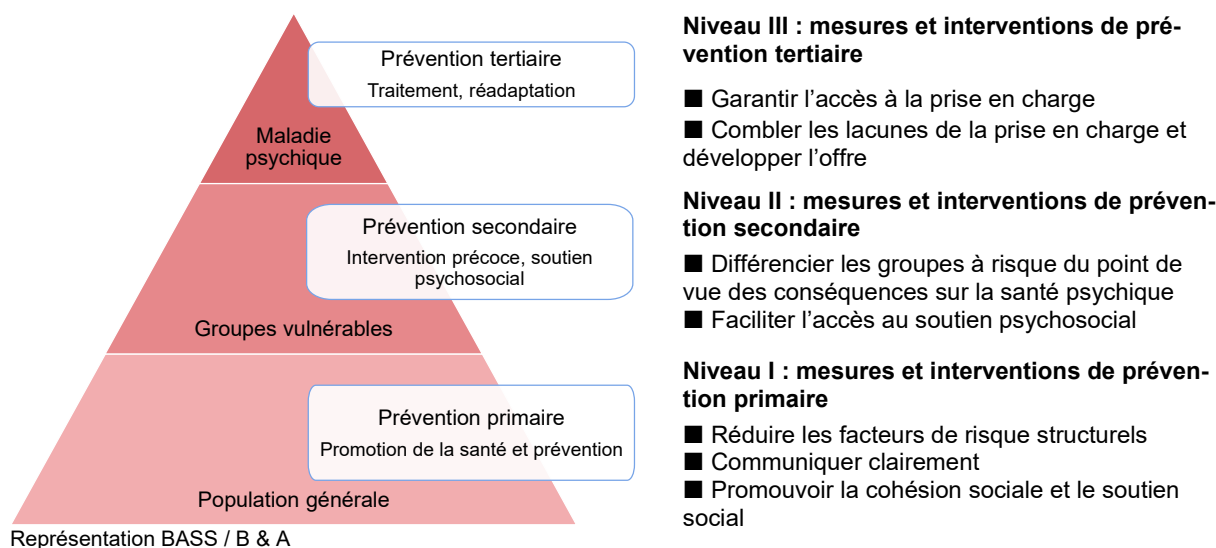 Prévention tertiaire
Traitement, réadaptation
Maladie
psychique
Prévention secondaire
Intervention précoce, soutien
psychosocial
Groupes vulnérables
Prévention primaire
Promotion de la santé et prévention
Population générale
Représentation BASS / B & A
Niveau III : mesures et interventions de pré-
vention tertiaire
■ Garantir l’accès à la prise en charge
■ Combler les lacunes de la prise en charge et
développer l’offre
Niveau II : mesures et interventions de préven-
tion secondaire
■ Différencier les groupes à risque du point de
vue des conséquences sur la santé psychique
■ Faciliter l’accès au soutien psychosocial
Niveau I : mesures et interventions de préven-
tion primaire
■ Réduire les facteurs de risque structurels
■ Communiquer clairement
■ Promouvoir la cohésion sociale et le soutien
social